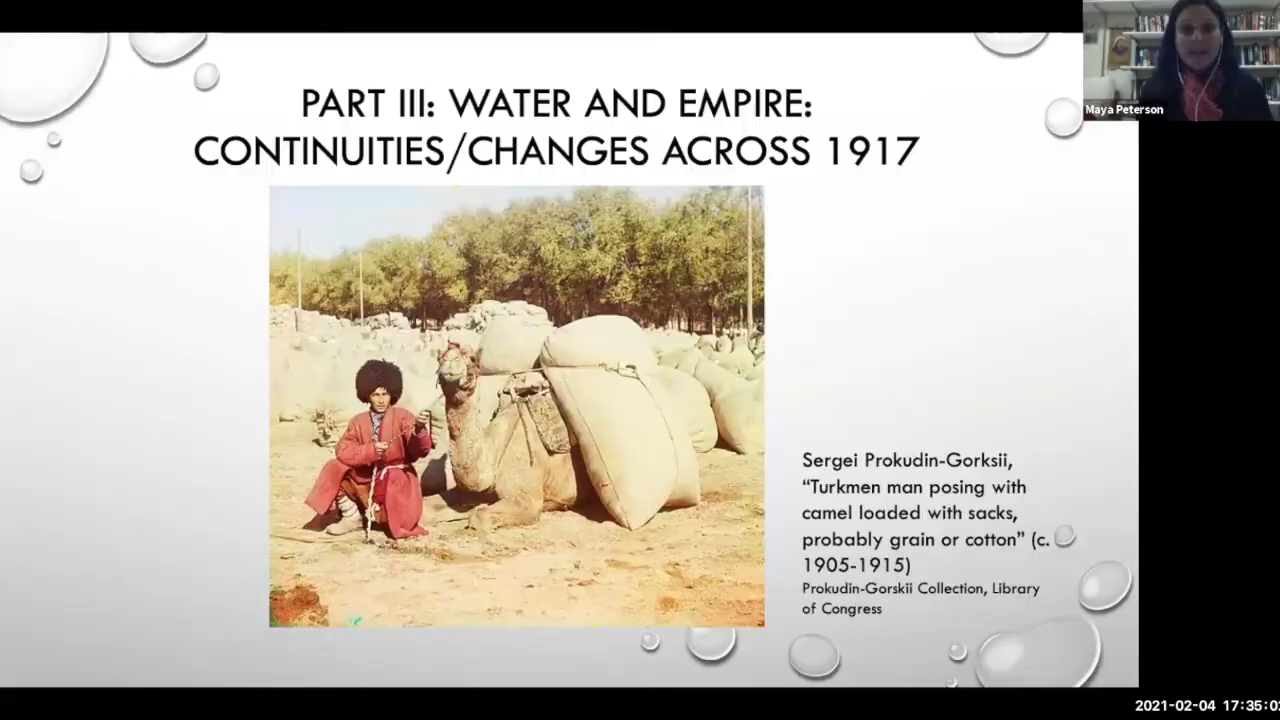 PART III: WATER AND EMPIRE:
CONTINUITIES/CHANGES ACROSS 1917
Maya Peterson
Sergei Prokudin-Gorksii,
“Turkmen man posing with
camel loaded with sacks,
probably grain or cotton” (c.
1905-1915)
Prokudin-Gorskii Collection, Library
of Congress
2021-02-04 17:35:02